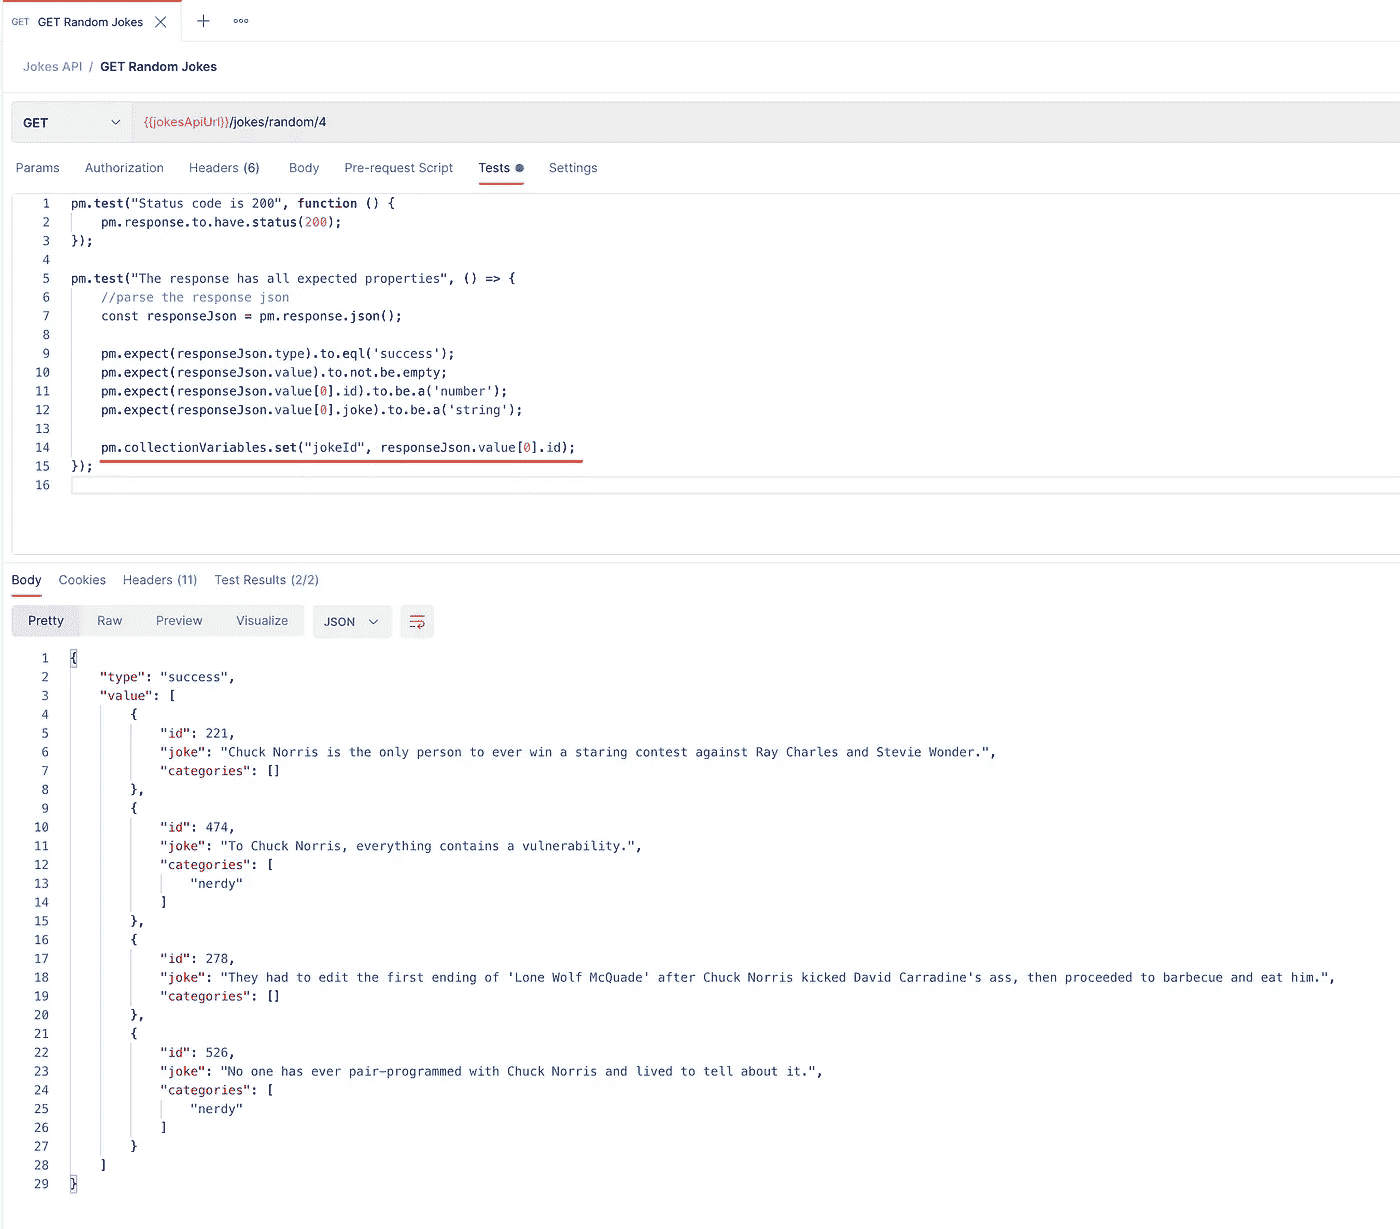 GET GET Random Jokes
Jokes API / GET Random Jokes
GET {{jokesApiUrl}}/jokes/random/4
Params Authorization Headers (6) Body Pre-request Script Tests Settings
1 pm.test("Status code is 200", function () {
2 pm.response.to.have.status(200);
3 });
4
5 pm.test("The response has all expected properties", () => {
6 //parse the response json
7 const responseJson = pm.response.json();
8
9 pm.expect(responseJson.type).to.eql('success');
10 pm.expect(responseJson.value).to.not.be.empty;
11 pm.expect(responseJson.value[0].id).to.be.a('number');
12 pm.expect(responseJson.value[0].joke).to.be.a('string');
13
14 pm.collectionVariables.set("jokeId", responseJson.value[0].id);
15 });
16
Body Cookies Headers (11) Test Results (2/2)
Pretty Raw Preview Visualize JSON
1 {
2 "type": "success",
3 "value": [
4 {
5 "id": 221,
6 "joke": "Chuck Norris is the only person to ever win a staring contest against Ray Charles and Stevie Wonder.",
7 "categories": []
8 },
9 {
10 "id": 474,
11 "joke": "To Chuck Norris, everything contains a vulnerability.",
12 "categories": [
13 "nerdy"
14 ]
15 },
16 {
17 "id": 278,
18 "joke": "They had to edit the first ending of 'Lone Wolf McQuade' after Chuck Norris kicked David Carradine's ass, then proceeded to barbecue and eat him.",
19 "categories": []
20 },
21 {
22 "id": 526,
23 "joke": "No one has ever pair-programmed with Chuck Norris and lived to tell about it.",
24 "categories": [
25 "nerdy"
26 ]
27 }
28 ]
29 }